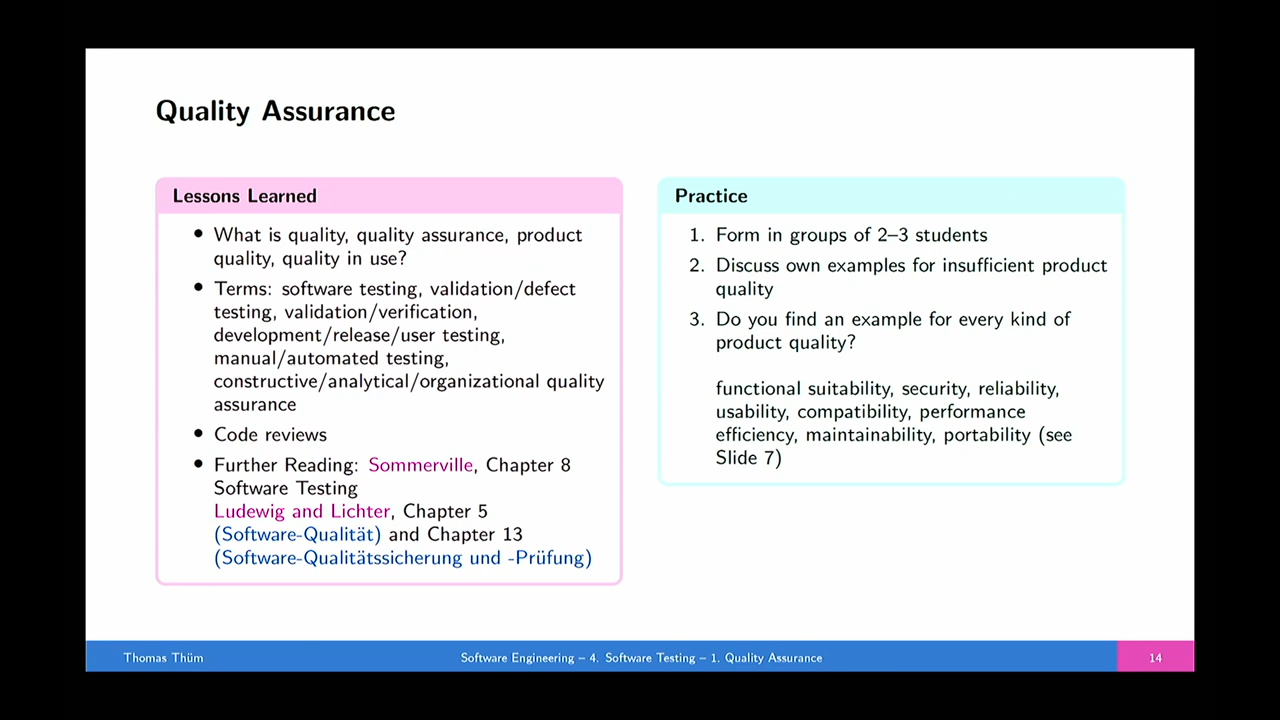 Quality Assurance
Lessons Learned
• What is quality, quality assurance, product
quality, quality in use?
• Terms: software testing, validation/defect
testing, validation/verification,
development/release/user testing,
manual/automated testing,
constructive/analytical/organizational quality
assurance
• Code reviews
• Further Reading: Sommerville, Chapter 8
Software Testing
Ludewig and Lichter, Chapter 5
(Software-Qualität) and Chapter 13
(Software-Qualitätssicherung und -Prüfung)
Practice
1. Form in groups of 2–3 students
2. Discuss own examples for insufficient product
quality
3. Do you find an example for every kind of
product quality?
functional suitability, security, reliability,
usability, compatibility, performance
efficiency, maintainability, portability (see
Slide 7)
Thomas Thüm
Software Engineering – 4. Software Testing – 1. Quality Assurance
14